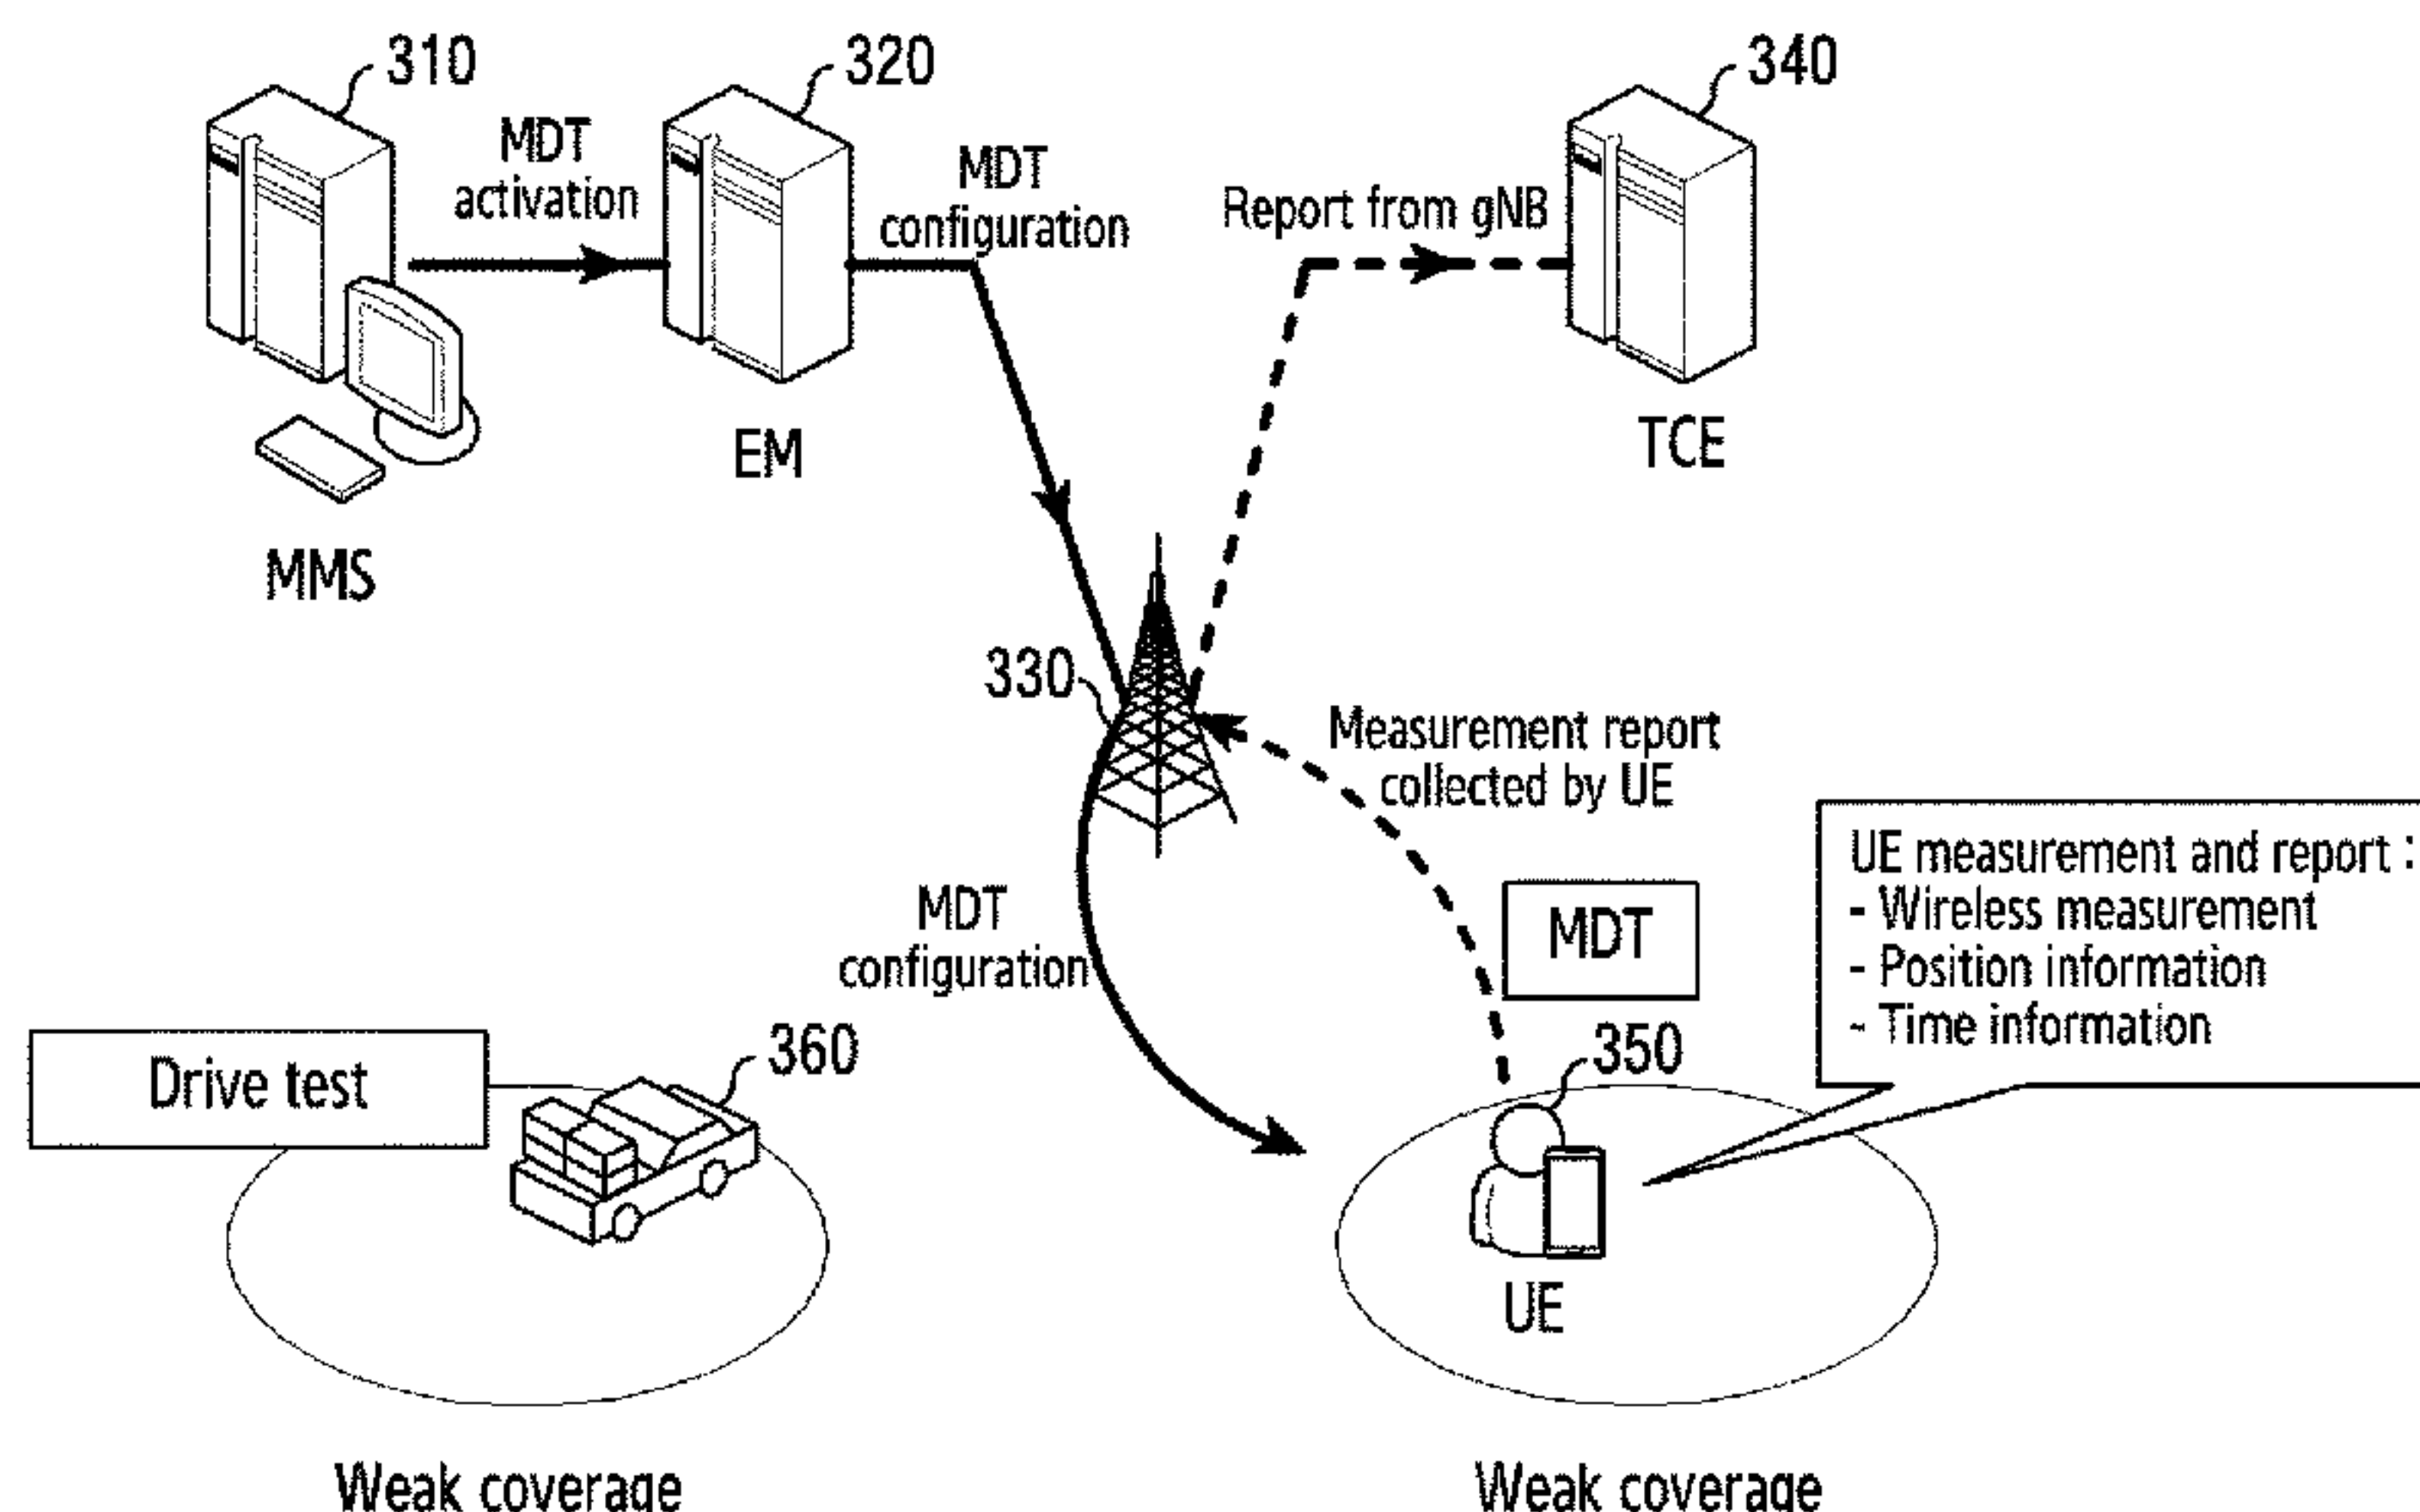 310
320
340
MDT
activation
MDT
configuration
Report from gNB
MMS
EM
TCE
330
Measurement report
collected by UE
UE measurement and report :
- Wireless measurement
- Position information
- Time information
MDT
configuration
MDT
Drive test
360
350
UE
Weak coverage
Weak coverage